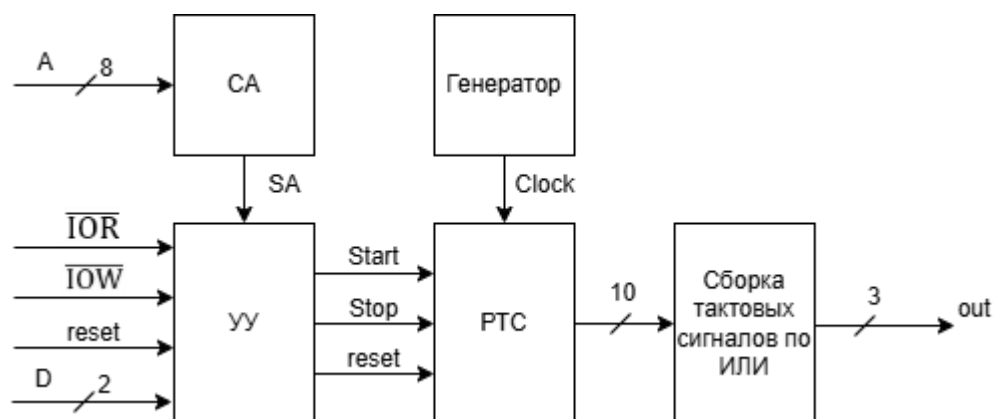 A
8
СА
Генератор
SA
Clock
IOR
IOW
reset
D
2
УУ
Start
Stop
reset
РТС
10
Сборка
тактовых
сигналов по
ИЛИ
3
out